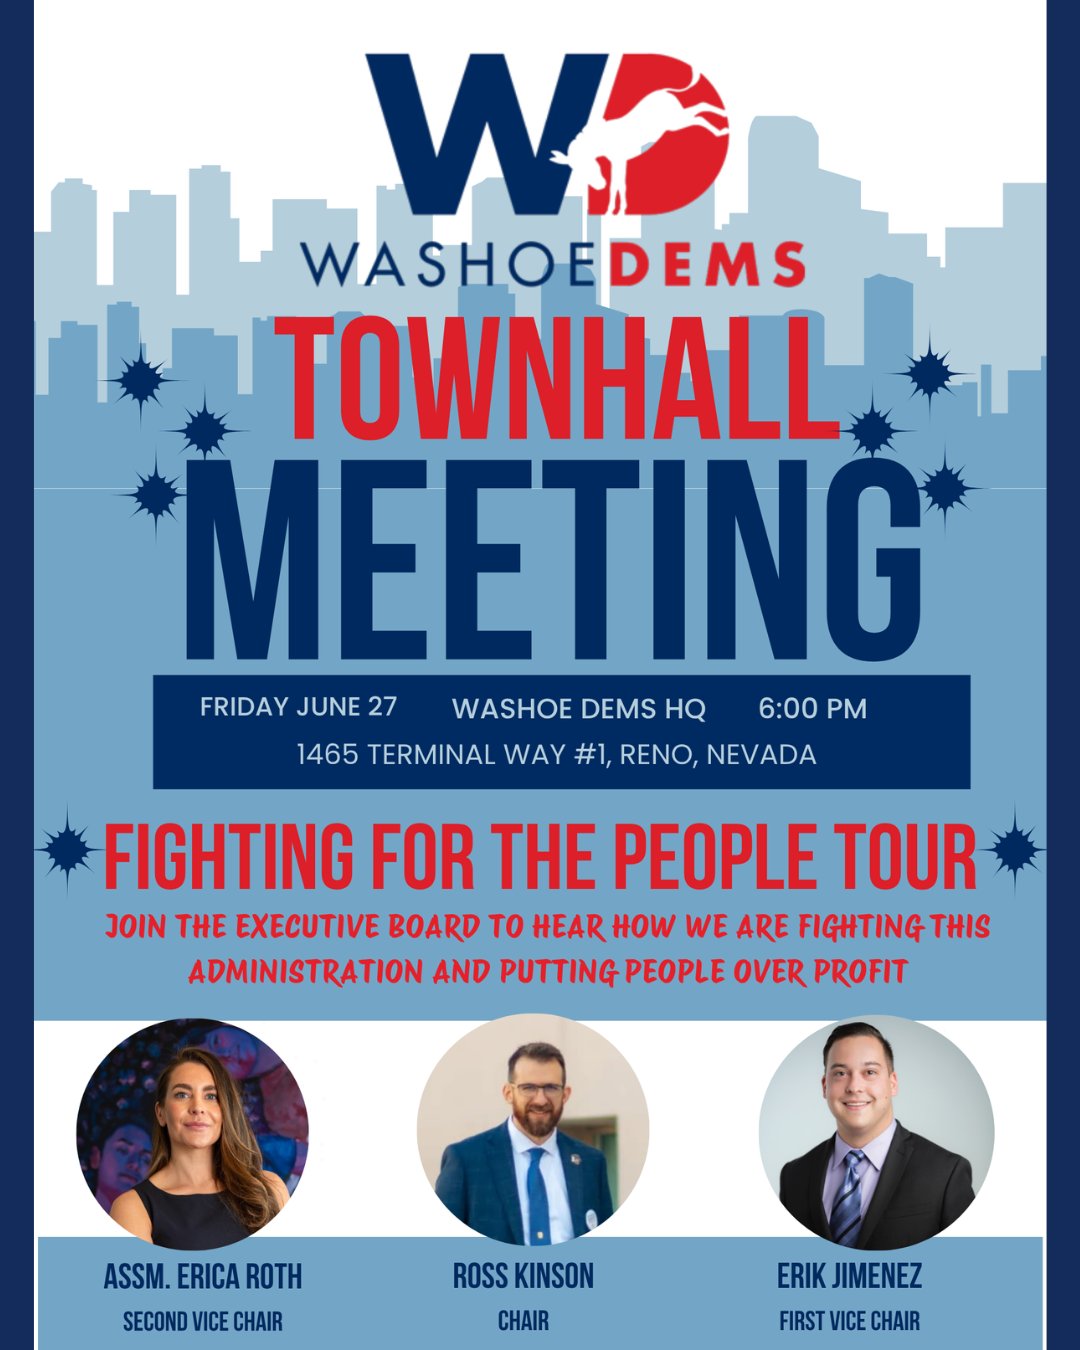 WD
WASHOEDEMS
TOWNHALL
MEETING
FRIDAY JUNE 27 WASHOE DEMS HQ 6:00 PM
1465 TERMINAL WAY #1, RENO, NEVADA
FIGHTING FOR THE PEOPLE TOUR
JOIN THE EXECUTIVE BOARD TO HEAR HOW WE ARE FIGHTING THIS
ADMINISTRATION AND PUTTING PEOPLE OVER PROFIT
ASSM. ERICA ROTH ROSS KINSON ERIK JIMENEZ
SECOND VICE CHAIR CHAIR FIRST VICE CHAIR